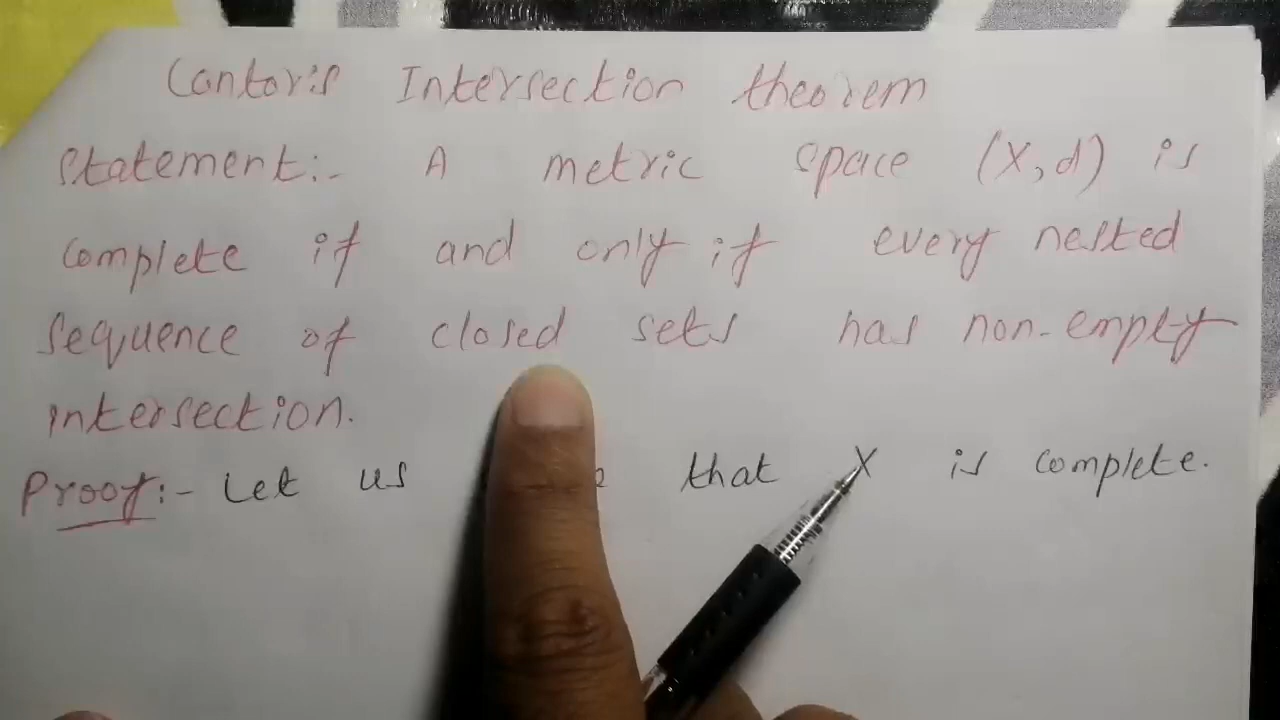 Cantor's Intersection theorem
Statement:- A metric space (X,d) is
complete if and only if every nested
sequence of closed sets has non-empty
intersection.
Proof:- Let us that X is complete.